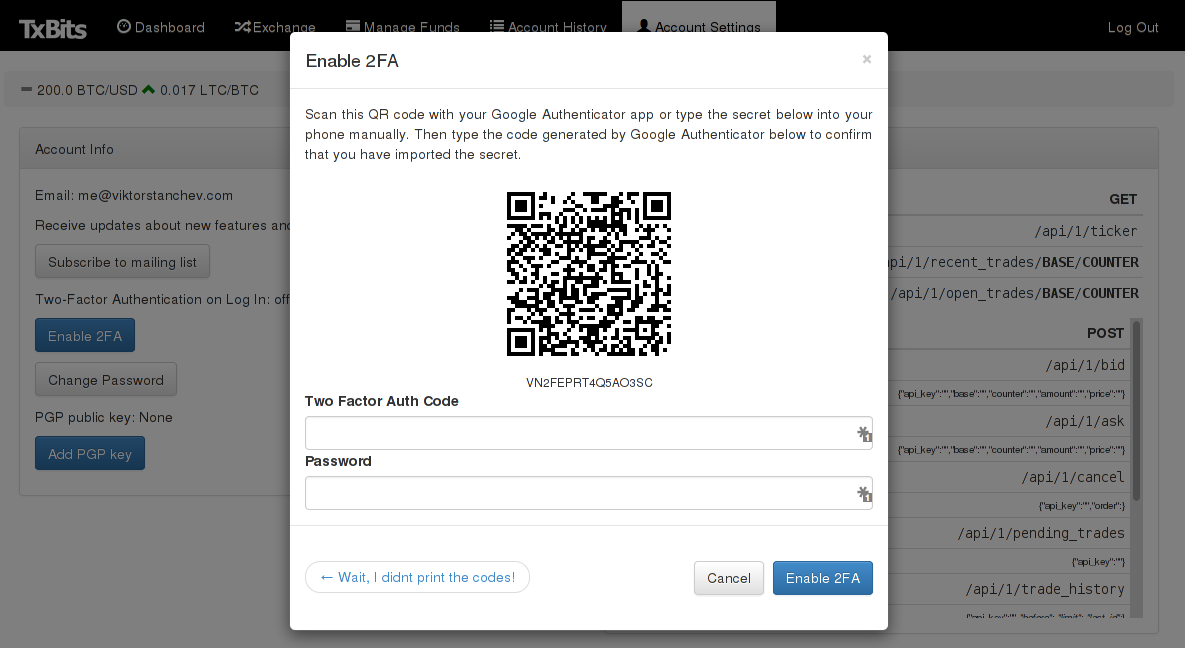 TxBits
Dashboard
Exchange
Manage Funds
Account History
Account Settings
Log Out
200.0 BTC/USD 0.017 LTC/BTC
Enable 2FA
×
Scan this QR code with your Google Authenticator app or type the secret below into your
phone manually. Then type the code generated by Google Authenticator below to confirm
that you have imported the secret.
VN2FEPRT4Q5AO3SC
Two Factor Auth Code
1
Password
1
← Wait, I didnt print the codes!
Cancel
Enable 2FA
Account Info
Email: me@viktorstanchev.com
Receive updates about new features and
Subscribe to mailing list
Two-Factor Authentication on Log In: off
Enable 2FA
Change Password
PGP public key: None
Add PGP key
GET
/api/1/ticker
api/1/recent_trades/BASE/COUNTER
/api/1/open_trades/BASE/COUNTER
POST
/api/1/bid
{"api_key":"","base":"","counter":"","amount":"","price":""}
/api/1/ask
{"api_key":"","base":"","counter":"","amount":"","price":""}
/api/1/cancel
{"api_key":"","order":}
/api/1/pending_trades
{"api_key":""}
/api/1/trade_history
{"api_key":"","before":,"limit":,"last_id":}